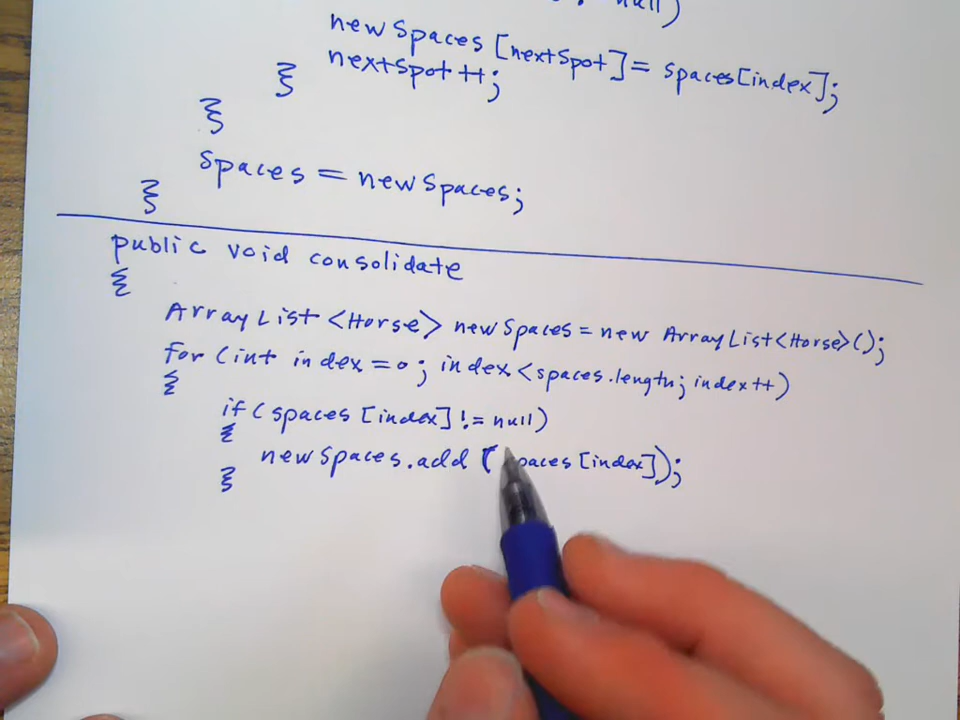 null)
newSpaces[nextSpot]= spaces[index];
nextSpot++;
}
}
spaces = newSpaces;
}
public void consolidate
{
ArrayList <Horse> newSpaces = new ArrayList<Horse>();
for (int index = 0; index < spaces.length; index++)
{
if (spaces [index] != null)
{
newSpaces.add (spaces [index]);
}